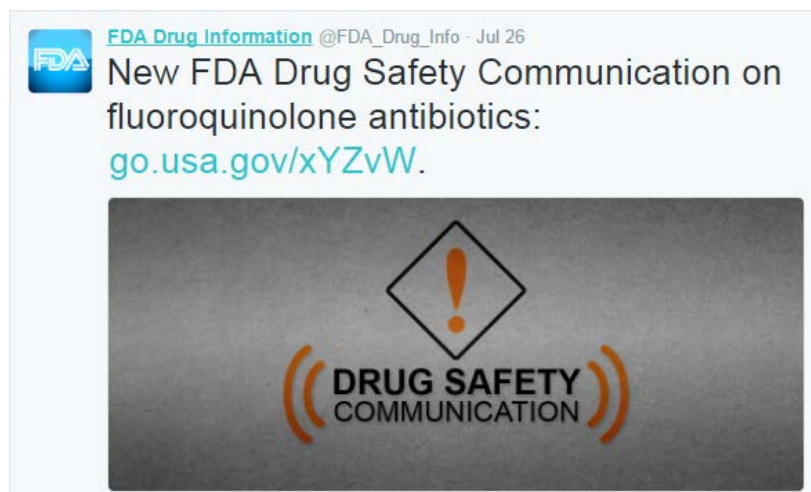 FDA
FDA Drug Information @FDA_Drug_Info · Jul 26
New FDA Drug Safety Communication on
fluoroquinolone antibiotics:
go.usa.gov/xYZvW.
!
DRUG SAFETY
COMMUNICATION